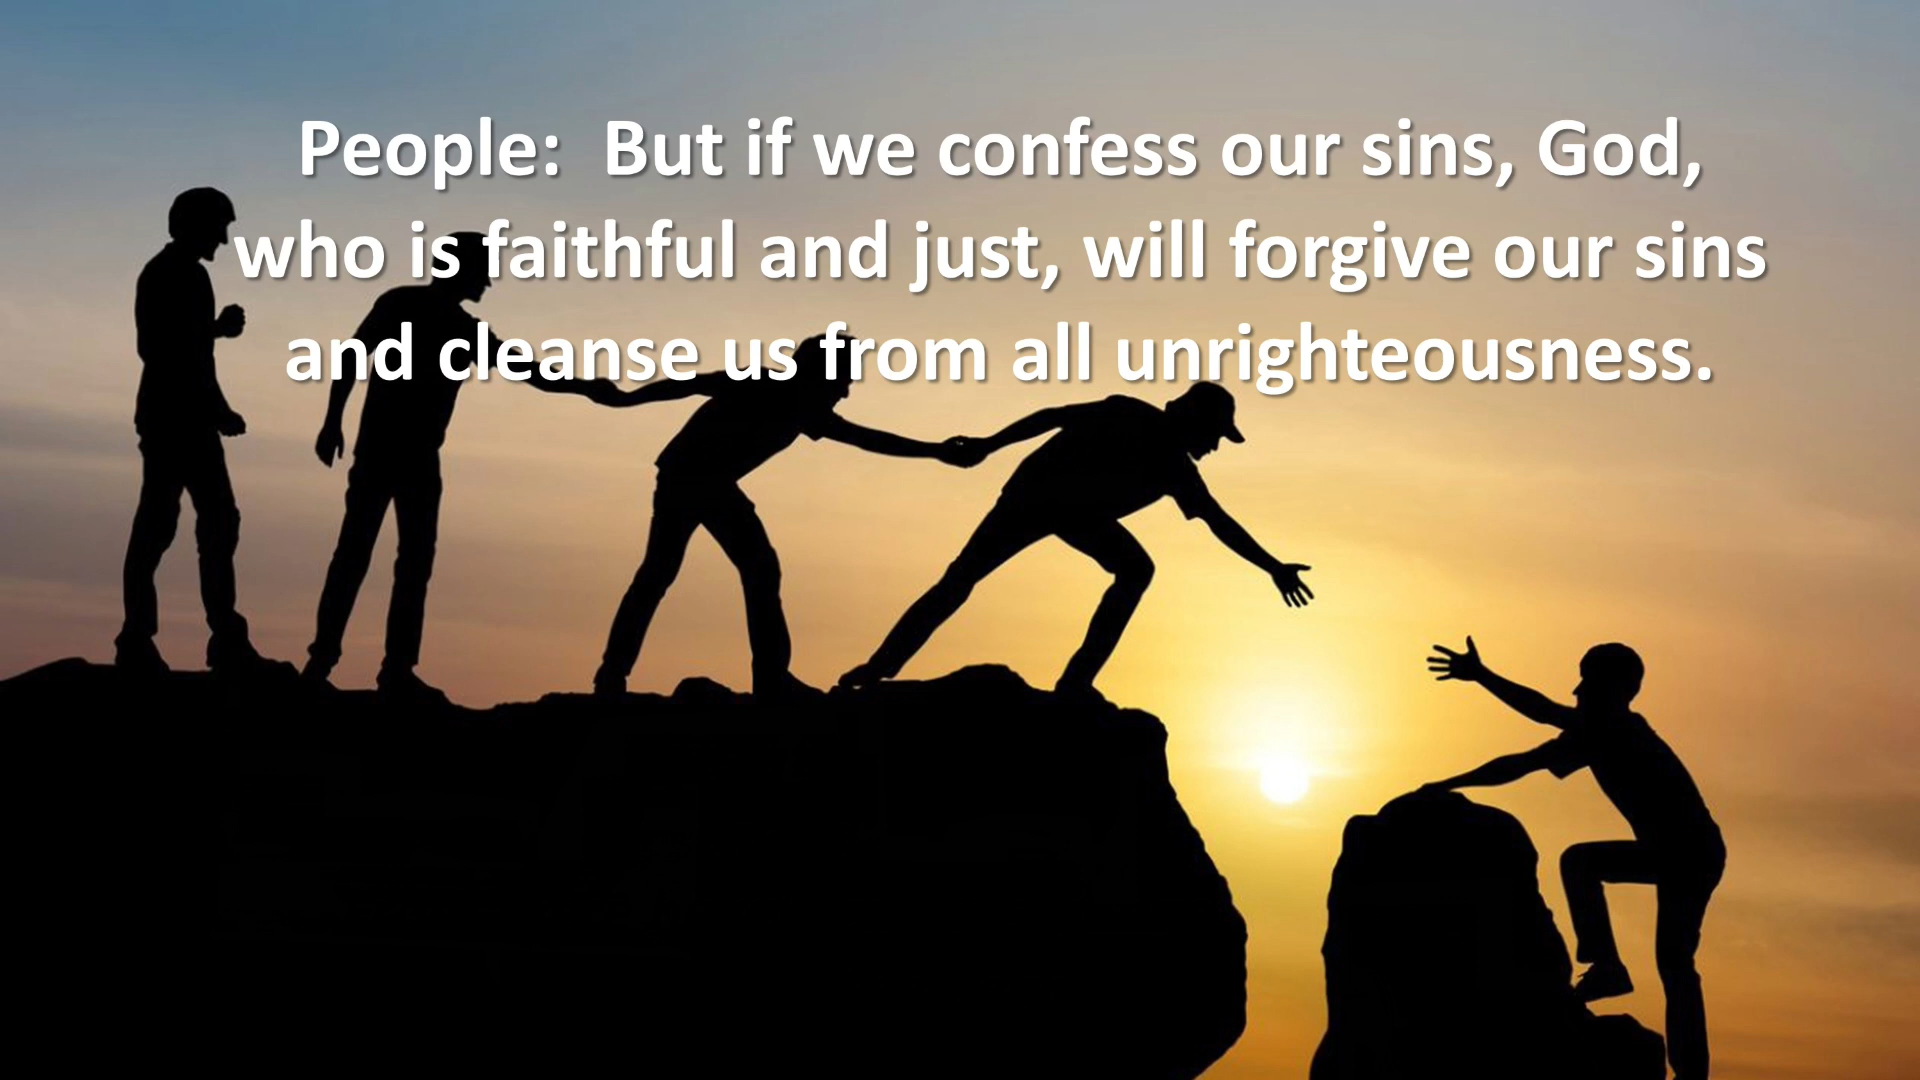 People:  But if we confess our sins, God,
who is faithful and just, will forgive our sins
and cleanse us from all unrighteousness.